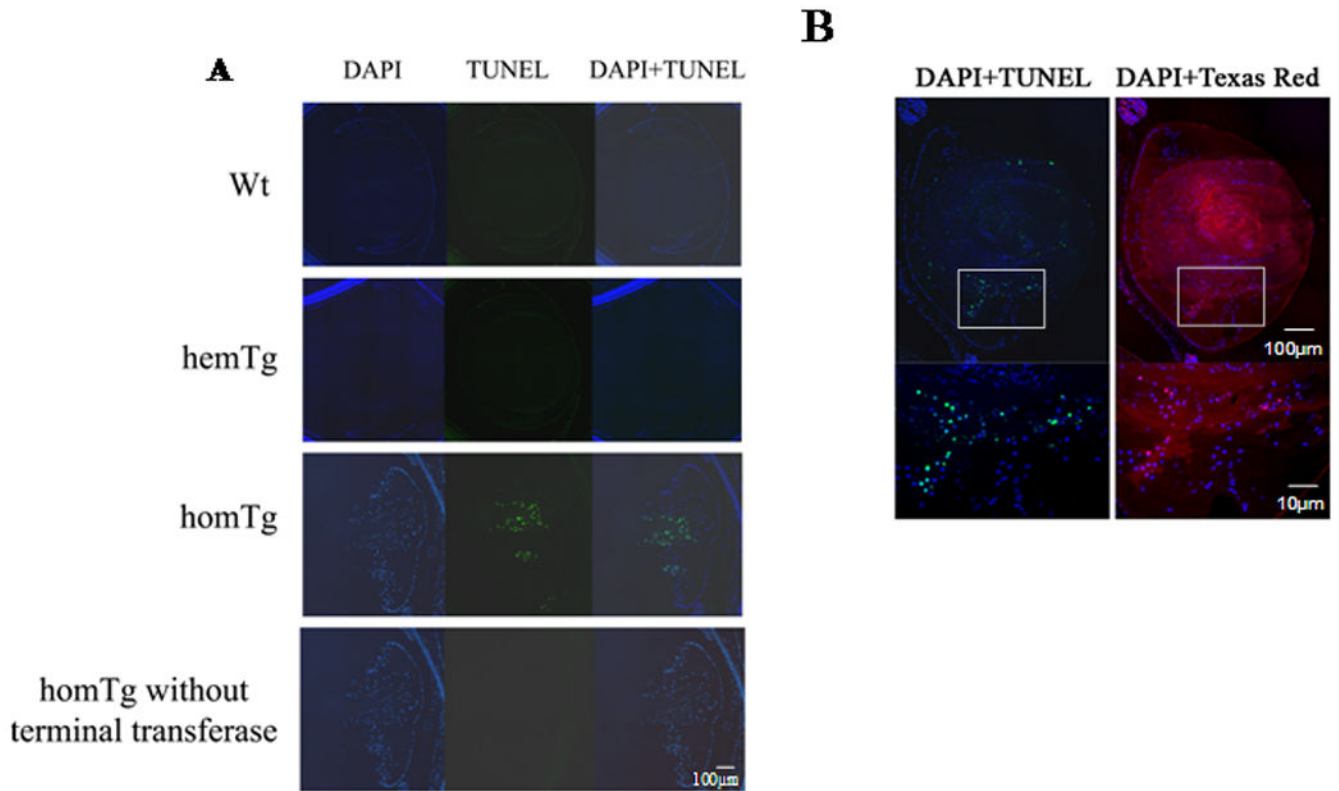 A
DAPI TUNEL DAPI+TUNEL
Wt
hemTg
homTg
homTg without
terminal transferase
100μm
B
DAPI+TUNEL DAPI+Texas Red
100μm
10μm